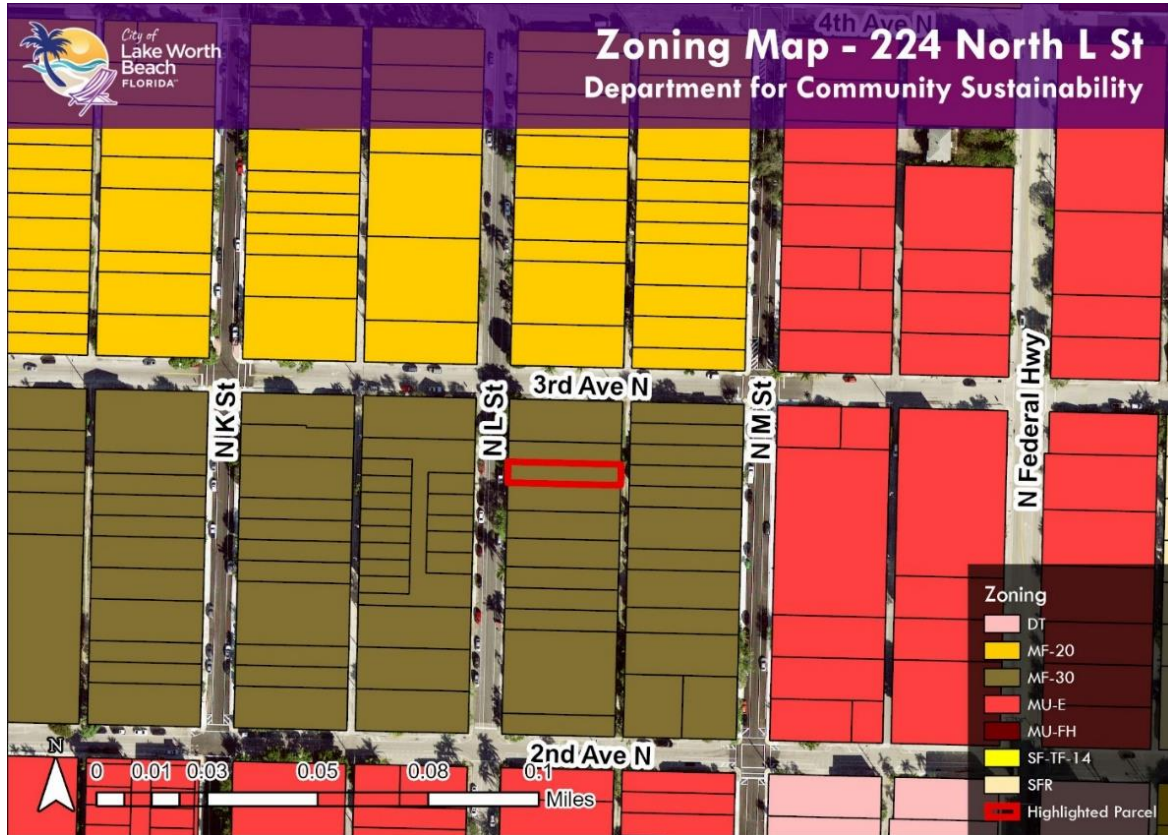 City of
Lake Worth
Beach
FLORIDA™
4th Ave N
Zoning Map - 224 North L St
Department for Community Sustainability
3rd Ave N
N K St
N L St
N M St
N Federal Hwy
2nd Ave N
N
0 0.01 0.03 0.05 0.08 0.1
Miles
Zoning
DT
MF-20
MF-30
MU-E
MU-FH
SF-TF-14
SFR
Highlighted Parcel